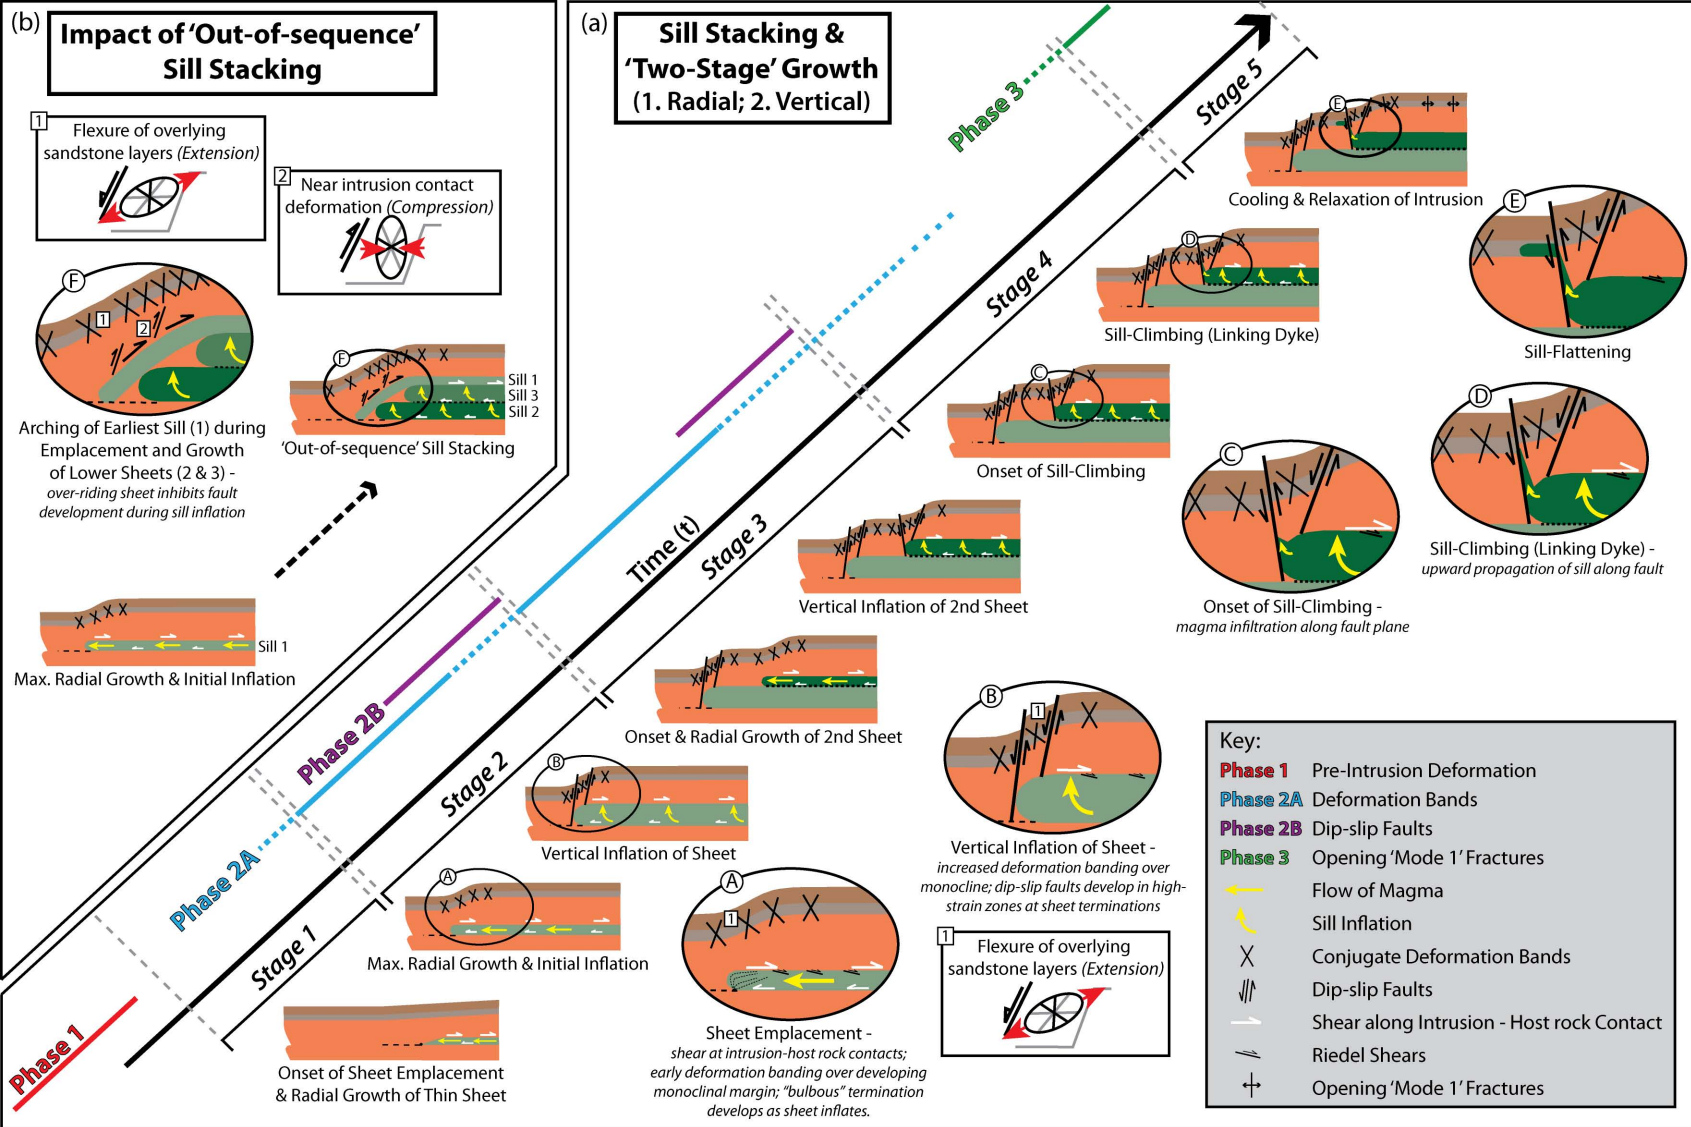 (b)
Impact of 'Out-of-sequence'
Sill Stacking
1
Flexure of overlying
sandstone layers (Extension)
2
Near intrusion contact
deformation (Compression)
F
1
2
Arching of Earliest Sill (1) during
Emplacement and Growth
of Lower Sheets (2 & 3) -
over-riding sheet inhibits fault
development during sill inflation
F
Sill 1
Sill 3
Sill 2
'Out-of-sequence' Sill Stacking
Sill 1
Max. Radial Growth & Initial Inflation
(a)
Sill Stacking &
'Two-Stage' Growth
(1. Radial; 2. Vertical)
Phase 1
Phase 2A
Phase 2B
Phase 3
Time (t)
Stage 1
Stage 2
Stage 3
Stage 4
Stage 5
Onset of Sheet Emplacement
& Radial Growth of Thin Sheet
A
Max. Radial Growth & Initial Inflation
B
Vertical Inflation of Sheet
Onset & Radial Growth of 2nd Sheet
Vertical Inflation of 2nd Sheet
C
Onset of Sill-Climbing
D
Sill-Climbing (Linking Dyke)
E
Cooling & Relaxation of Intrusion
A
1
Sheet Emplacement -
shear at intrusion-host rock contacts;
early deformation banding over developing
monoclinal margin; "bulbous" termination
develops as sheet inflates.
B
1
Vertical Inflation of Sheet -
increased deformation banding over
monocline; dip-slip faults develop in high-
strain zones at sheet terminations
1
Flexure of overlying
sandstone layers (Extension)
C
Onset of Sill-Climbing -
magma infiltration along fault plane
D
Sill-Climbing (Linking Dyke) -
upward propagation of sill along fault
E
Sill-Flattening
Key:
Phase 1 Pre-Intrusion Deformation
Phase 2A Deformation Bands
Phase 2B Dip-slip Faults
Phase 3 Opening 'Mode 1' Fractures
Flow of Magma
Sill Inflation
Conjugate Deformation Bands
Dip-slip Faults
Shear along Intrusion - Host rock Contact
Riedel Shears
Opening 'Mode 1' Fractures